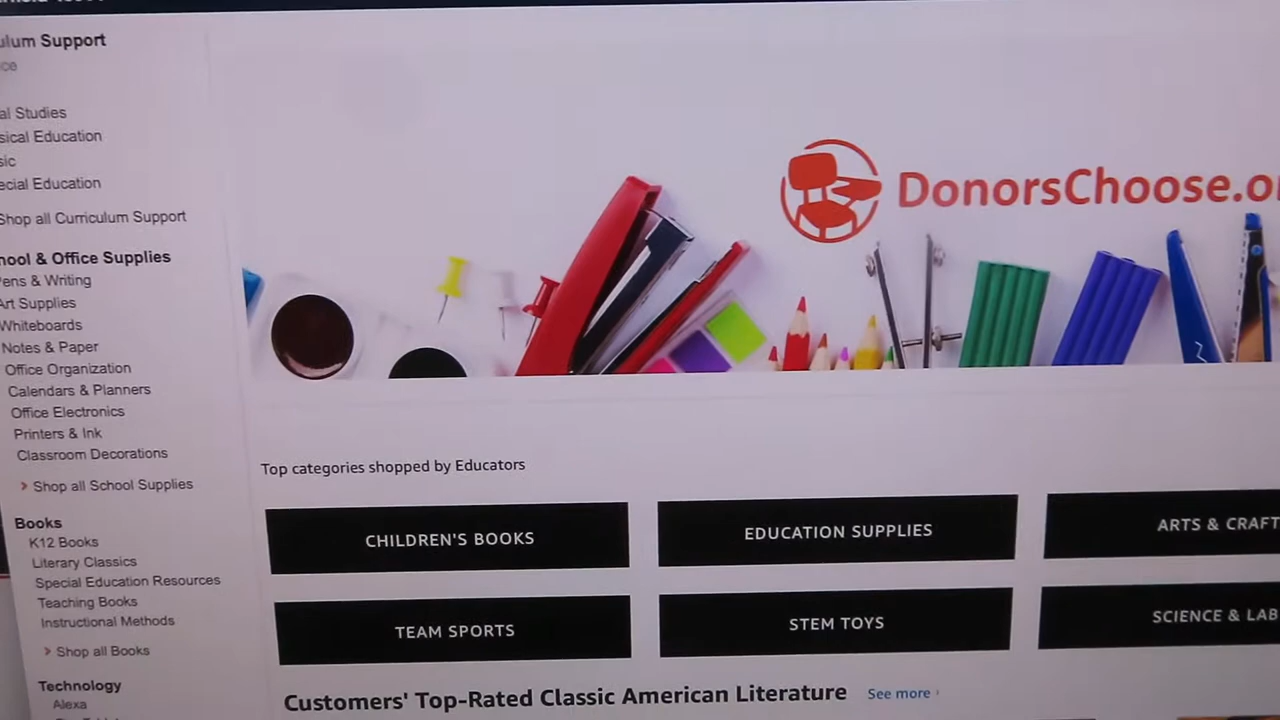 ulum Support
ce
al Studies
sical Education
sic
ecial Education
Shop all Curriculum Support
hool & Office Supplies
Pens & Writing
Art Supplies
Whiteboards
Notes & Paper
Office Organization
Calendars & Planners
Office Electronics
Printers & Ink
Classroom Decorations
> Shop all School Supplies
Books
K12 Books
Literary Classics
Special Education Resources
Teaching Books
Instructional Methods
> Shop all Books
Technology
Alexa
DonorsChoose.or
Top categories shopped by Educators
CHILDREN'S BOOKS
EDUCATION SUPPLIES
ARTS & CRAFT
TEAM SPORTS
STEM TOYS
SCIENCE & LAB
Customers' Top-Rated Classic American Literature
See more ›